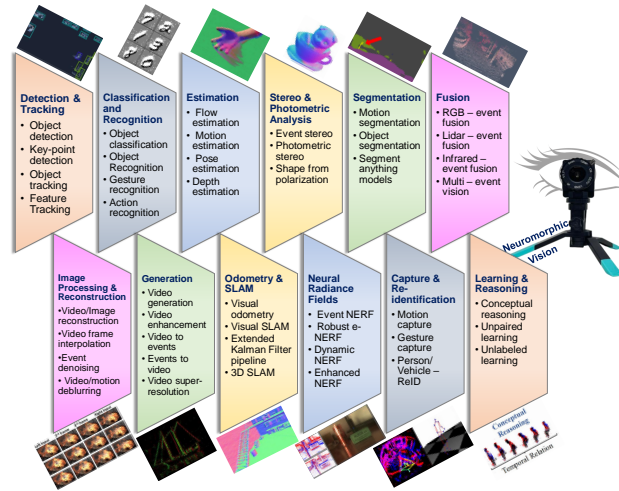 Detection &
Tracking
• Object
detection
• Key-point
detection
• Object
tracking
• Feature
Tracking
Classification
and
Recognition
• Object
classification
• Object
Recognition
• Gesture
recognition
• Action
recognition
Estimation
• Flow
estimation
• Motion
estimation
• Pose
estimation
• Depth
estimation
Stereo &
Photometric
Analysis
• Event stereo
• Photometric
stereo
• Shape from
polarization
Segmentation
• Motion
segmentation
• Object
segmentation
• Segment
anything
models
Fusion
• RGB – event
fusion
• Lidar – event
fusion
• Infrared –
event fusion
• Multi – event
vision
Neuromorphic
Vision
Image
Processing &
Reconstruction
•Video/Image
reconstruction
•Video frame
interpolation
•Event
denoising
• Video/motion
deblurring
Generation
• Video
generation
• Video
enhancement
• Video to
events
• Events to
video
• Video super-
resolution
Odometry &
SLAM
• Visual
odometry
• Visual SLAM
• Extended
Kalman Filter
pipeline
• 3D SLAM
Neural
Radiance
Fields
• Event NERF
• Robust e-
NERF
• Dynamic
NERF
• Enhanced
NERF
Capture &
Re-
identification
• Motion
capture
• Gesture
capture
• Person/
Vehicle –
ReID
Learning &
Reasoning
• Conceptual
reasoning
• Unpaired
learning
• Unlabeled
learning
Conceptual
Reasoning
Temporal Relation